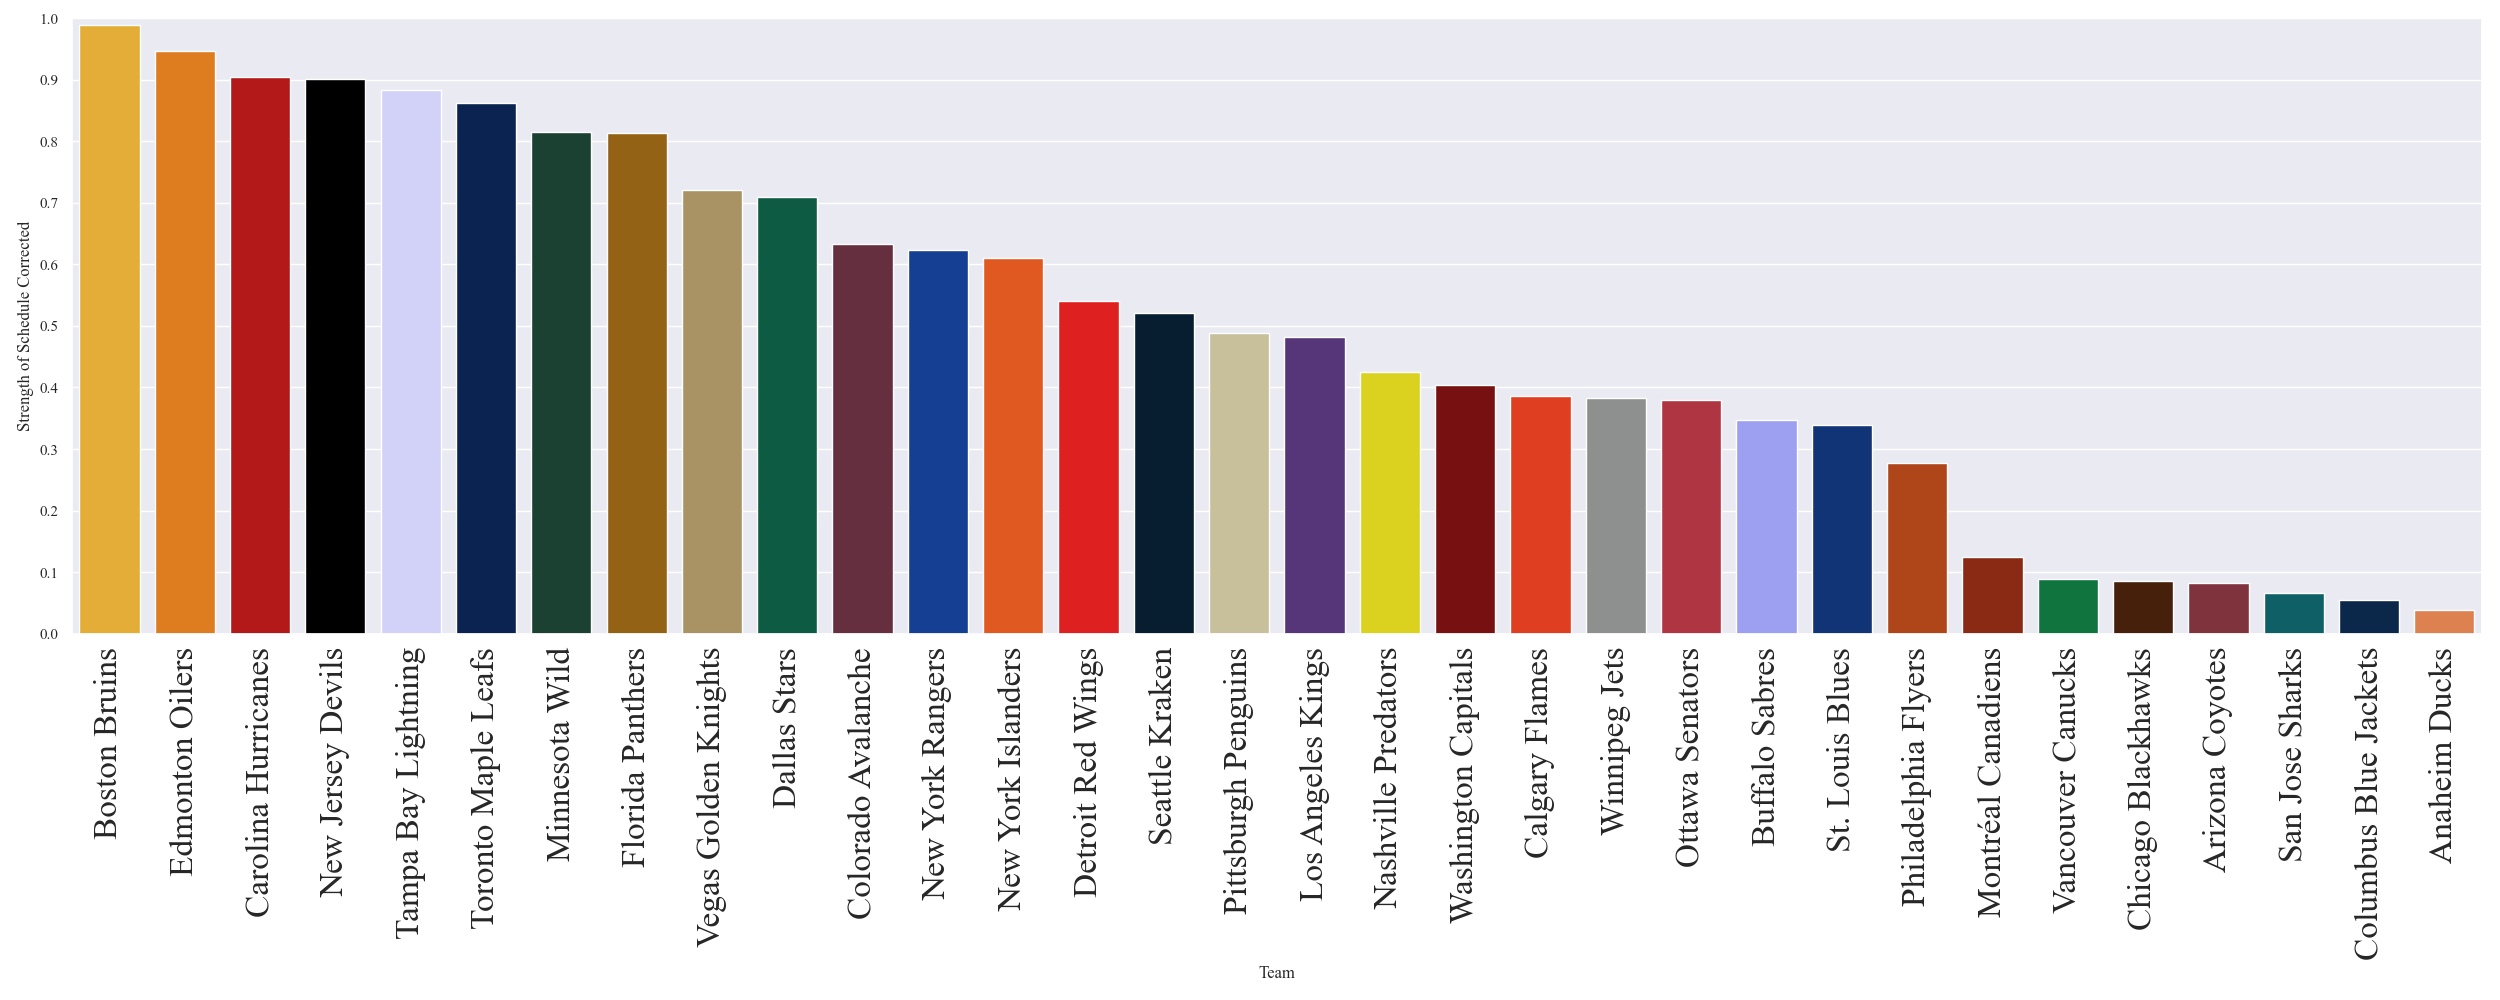 1.0
0.9
0.8
0.7
0.6
0.5
0.4
0.3
0.2
0.1
0.0
Strength of Schedule Corrected
Boston Bruins
Edmonton Oilers
Carolina Hurricanes
New Jersey Devils
Tampa Bay Lightning
Toronto Maple Leafs
Minnesota Wild
Florida Panthers
Vegas Golden Knights
Dallas Stars
Colorado Avalanche
New York Rangers
New York Islanders
Detroit Red Wings
Seattle Kraken
Pittsburgh Penguins
Los Angeles Kings
Nashville Predators
Washington Capitals
Calgary Flames
Winnipeg Jets
Ottawa Senators
Buffalo Sabres
St. Louis Blues
Philadelphia Flyers
Montréal Canadiens
Vancouver Canucks
Chicago Blackhawks
Arizona Coyotes
San Jose Sharks
Columbus Blue Jackets
Anaheim Ducks
Team